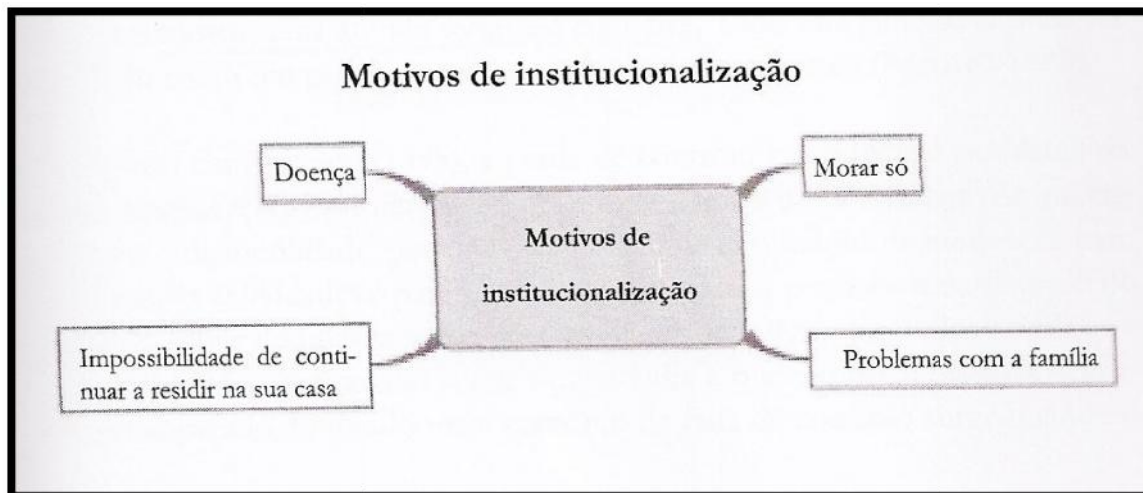 Motivos de institucionalização
Doença
Morar só
Motivos de
institucionalização
Impossibilidade de conti-
nuar a residir na sua casa
Problemas com a família